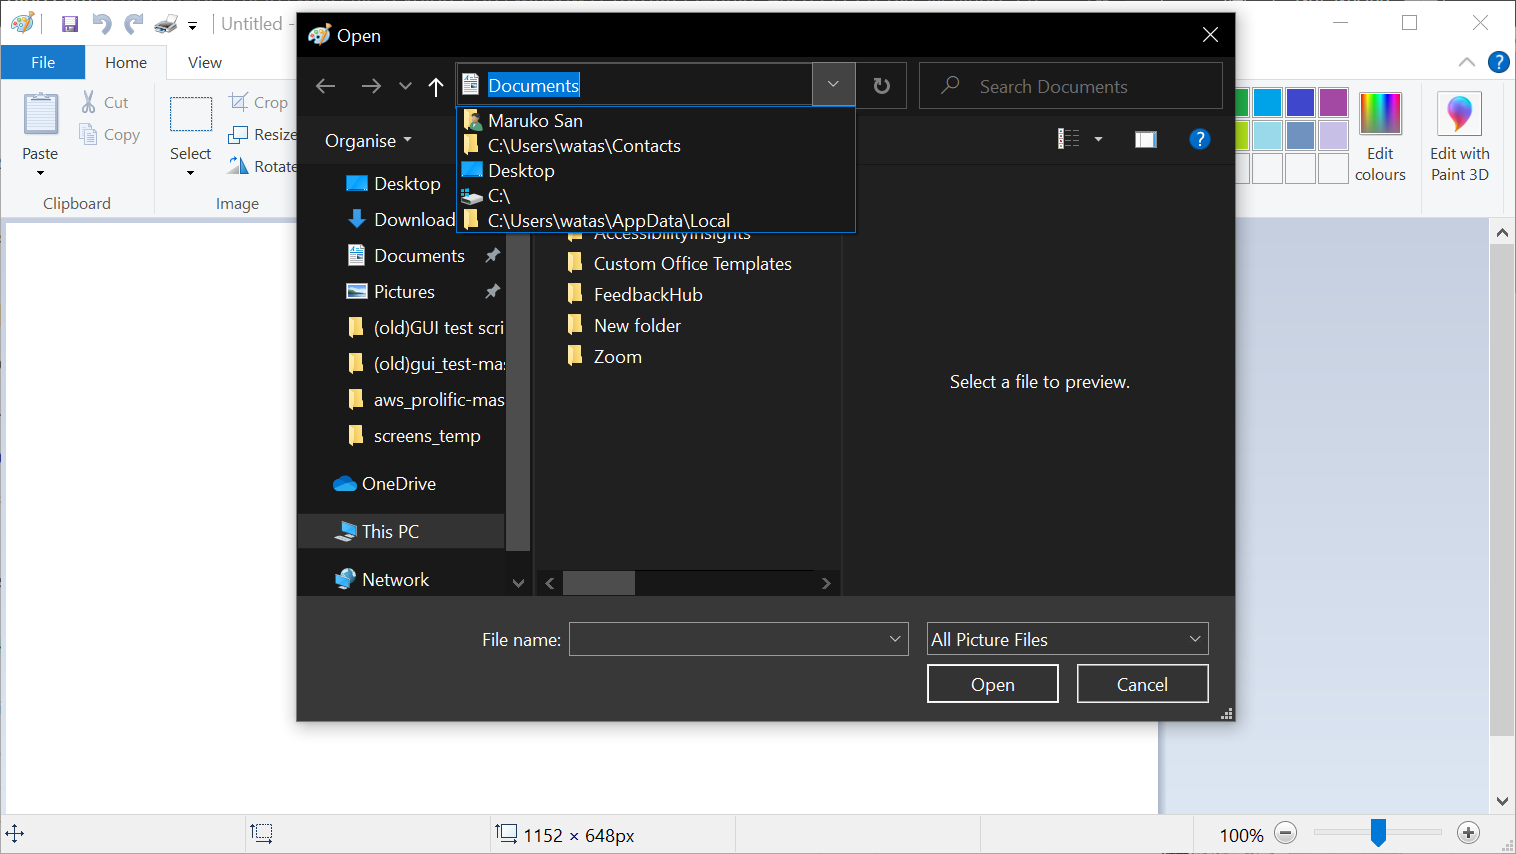 Untitled -
Open
File
Home
View
Documents
Search Documents
Maruko San
C:\Users\watas\Contacts
Desktop
C:\
C:\Users\watas\AppData\Local
Organise
Paste
Cut
Copy
Clipboard
Select
Crop
Resize
Rotate
Image
Edit
colours
Edit with
Paint 3D
Desktop
Download
Documents
Pictures
(old)GUI test scri
(old)gui_test-mas
aws_prolific-mas
screens_temp
OneDrive
This PC
Network
AccessibilityInsights
Custom Office Templates
FeedbackHub
New folder
Zoom
Select a file to preview.
File name:
All Picture Files
Open
Cancel
1152 × 648px
100%